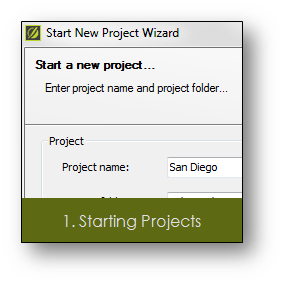 Start New Project Wizard
Start a new project...
Enter project name and project folder...
Project
Project name:
San Diego
1. Starting Projects